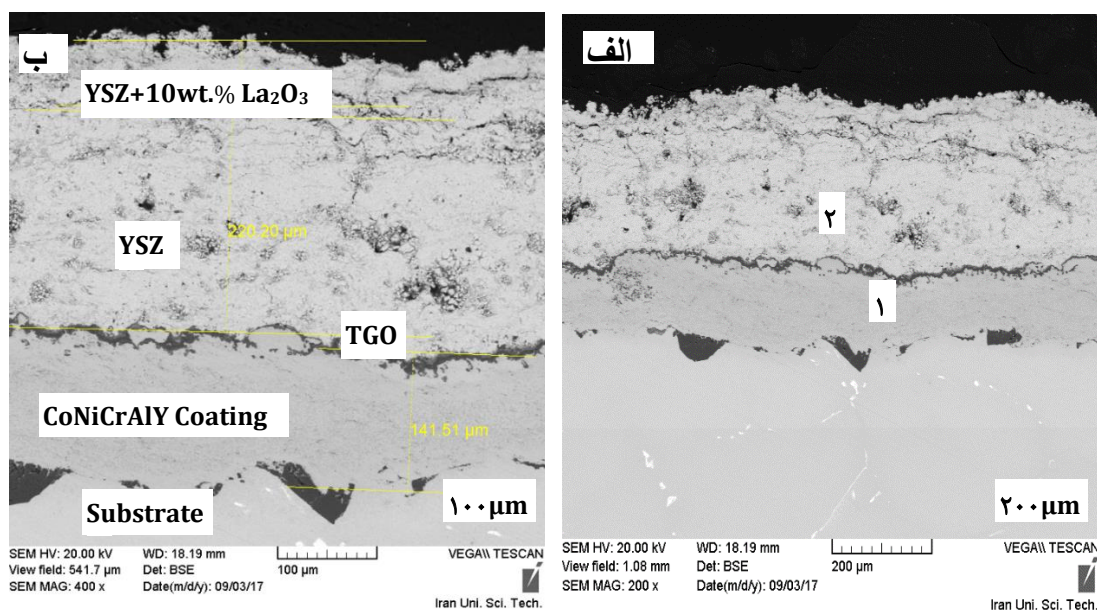 ب
YSZ+10wt.% La₂O₃
YSZ
220.20 µm
TGO
CoNiCrAlY Coating
141.51 µm
Substrate
۱۰۰µm
SEM HV: 20.00 kV WD: 18.19 mm VEGA\\ TESCAN
View field: 541.7 µm Det: BSE 100 µm
SEM MAG: 400 x Date(m/d/y): 09/03/17
Iran Uni. Sci. Tech.
الف
۲
۱
۲۰۰µm
SEM HV: 20.00 kV WD: 18.19 mm VEGA\\ TESCAN
View field: 1.08 mm Det: BSE 200 µm
SEM MAG: 200 x Date(m/d/y): 09/03/17
Iran Uni. Sci. Tech.